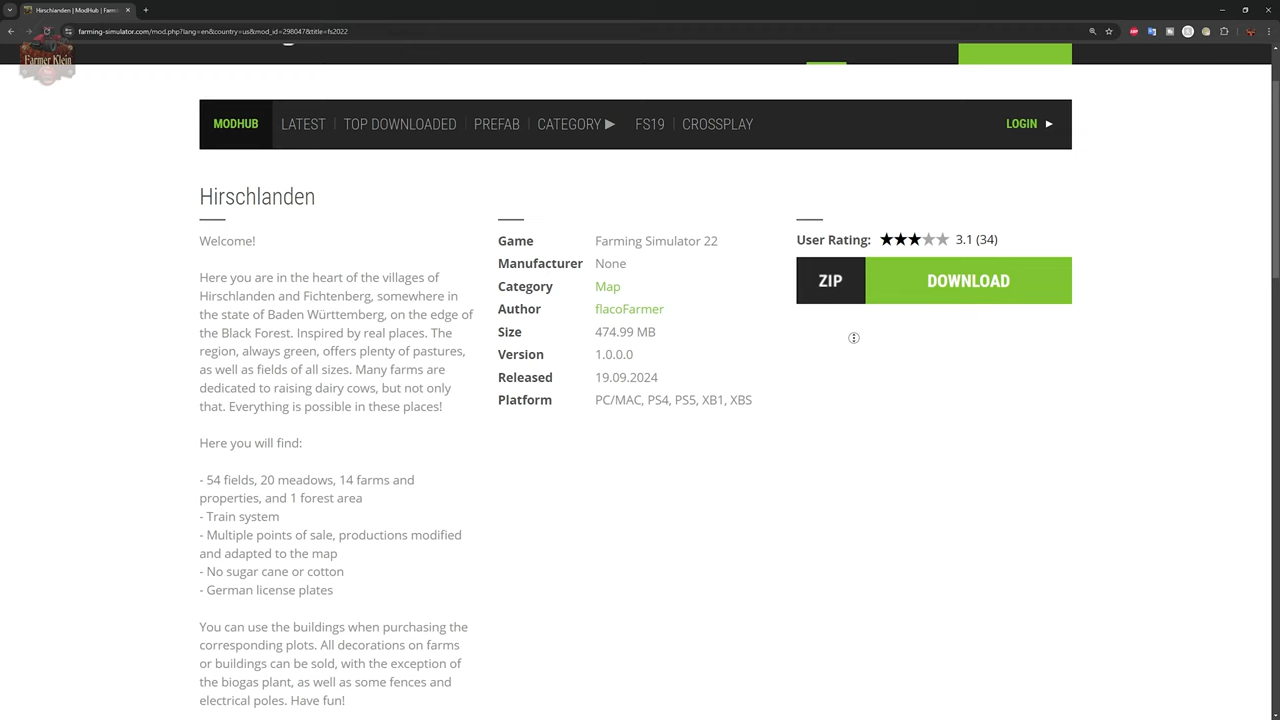 Hirschlanden | ModHub | Farmi
farming-simulator.com/mod.php?lang=en&country=us&mod_id=298047&title=fs2022
Farmer Klein
MODHUB LATEST TOP DOWNLOADED PREFAB CATEGORY ▶ FS19 CROSSPLAY LOGIN ▶
Hirschlanden
Welcome!
Here you are in the heart of the villages of
Hirschlanden and Fichtenberg, somewhere in
the state of Baden Württemberg, on the edge of
the Black Forest. Inspired by real places. The
region, always green, offers plenty of pastures,
as well as fields of all sizes. Many farms are
dedicated to raising dairy cows, but not only
that. Everything is possible in these places!
Here you will find:
- 54 fields, 20 meadows, 14 farms and
properties, and 1 forest area
- Train system
- Multiple points of sale, productions modified
and adapted to the map
- No sugar cane or cotton
- German license plates
You can use the buildings when purchasing the
corresponding plots. All decorations on farms
or buildings can be sold, with the exception of
the biogas plant, as well as some fences and
electrical poles. Have fun!
Game Farming Simulator 22
Manufacturer None
Category Map
Author flacoFarmer
Size 474.99 MB
Version 1.0.0.0
Released 19.09.2024
Platform PC/MAC, PS4, PS5, XB1, XBS
User Rating: 3.1 (34)
ZIP DOWNLOAD